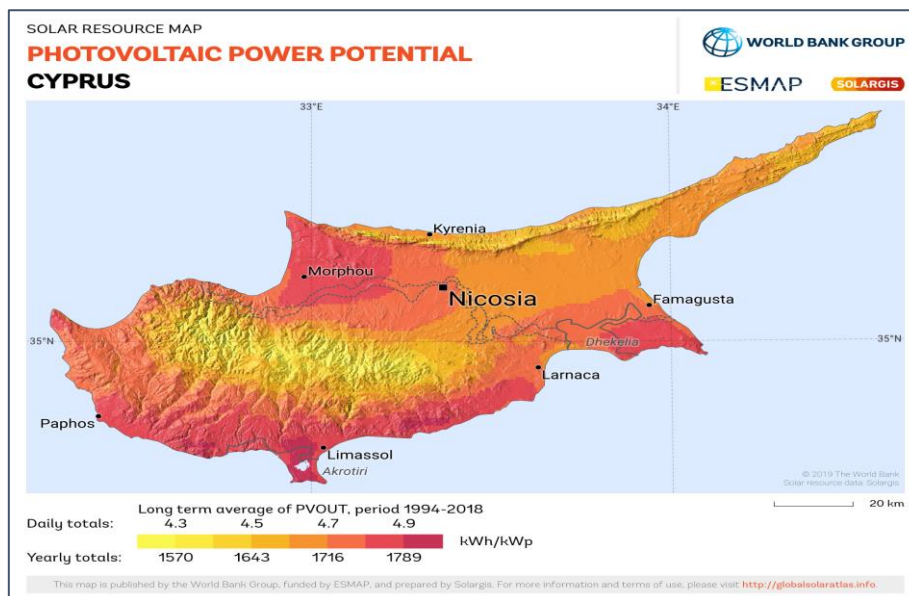 SOLAR RESOURCE MAP
PHOTOVOLTAIC POWER POTENTIAL
CYPRUS
WORLD BANK GROUP
ESMAP
SOLARGIS
33°E
34°E
Kyrenia
Morphou
Nicosia
Famagusta
35°N
Dhekelia
35°N
Larnaca
Paphos
Limassol
Akrotiri
© 2019 The World Bank
Solar resource data: Solargis
Long term average of PVOUT, period 1994-2018
20 km
Daily totals: 4.3 4.5 4.7 4.9
kWh/kWp
Yearly totals: 1570 1643 1716 1789
This map is published by the World Bank Group, funded by ESMAP, and prepared by Solargis. For more information and terms of use, please visit http://globalsolaratlas.info.